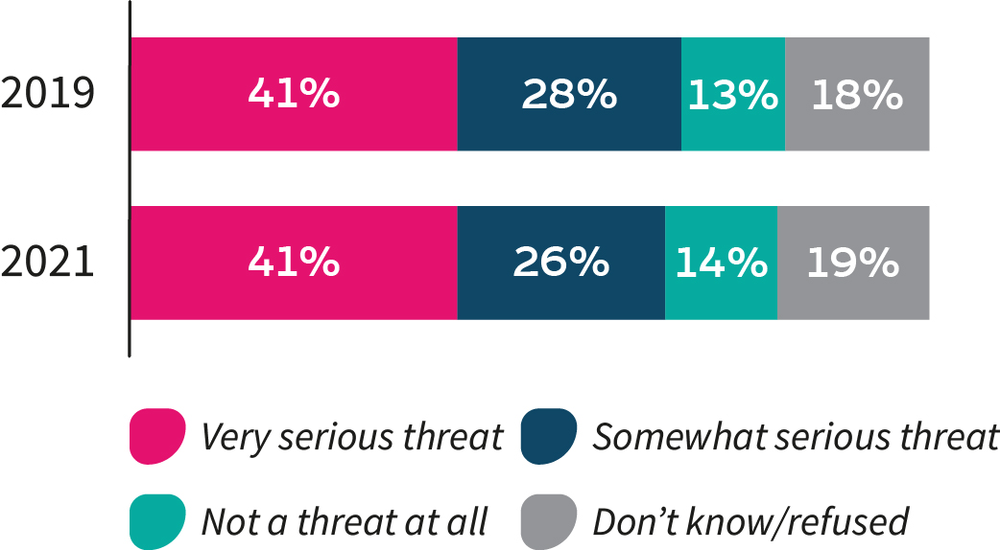 2019 41% 28% 13% 18%
2021 41% 26% 14% 19%
Very serious threat Somewhat serious threat
Not a threat at all Don’t know/refused